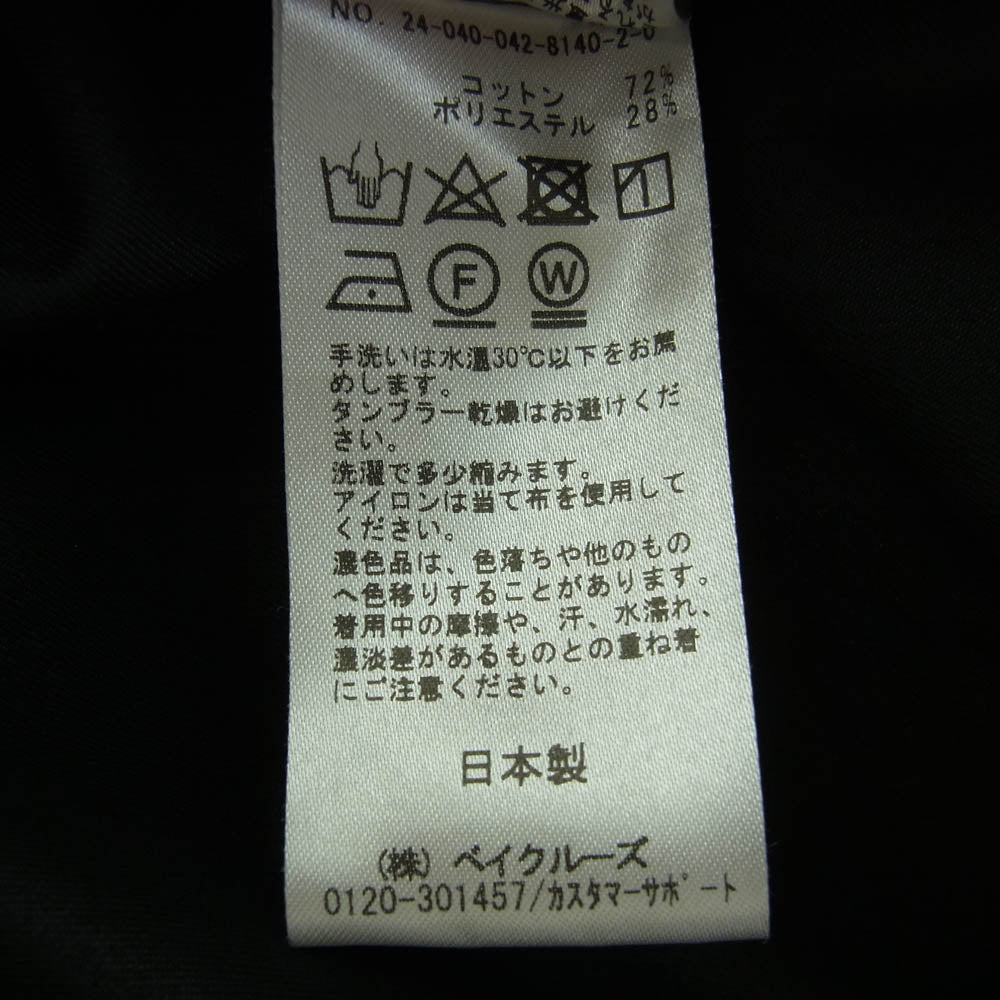 NO. 24-040-042-8140-2-0
コットン 72%
ポリエステル 28%
F
W
手洗いは水温30℃以下をお薦
めします。
タンブラー乾燥はお避けくだ
さい。
洗濯で多少縮みます。
アイロンは当て布を使用して
ください。
濃色品は、色落ちや他のもの
へ色移りすることがあります。
着用中の摩擦や、汗、水濡れ、
濃淡差があるものとの重ね着
にご注意ください。
日本製
(株) ベイクルーズ
0120-301457/カスタマーサポート